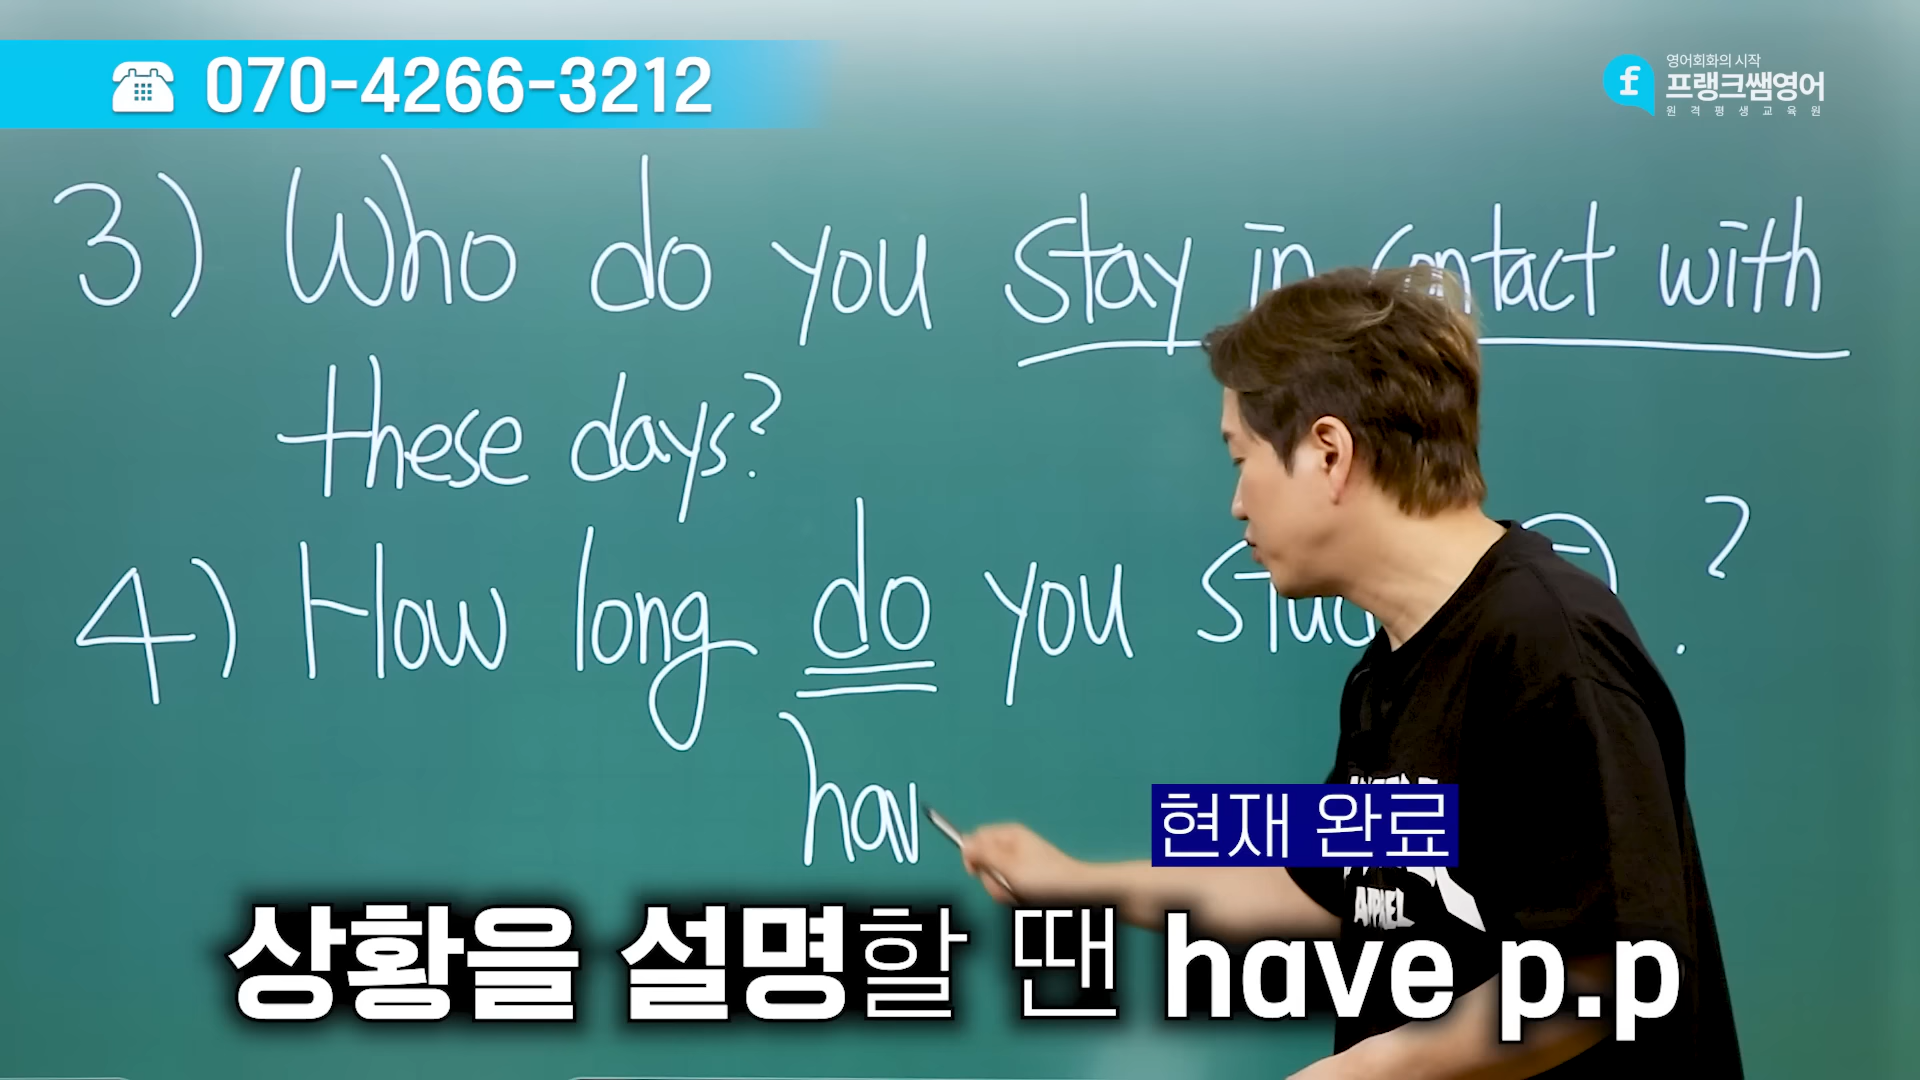 070-4266-3212
영어회화의 시작
프랭크쌤영어
원격평생교육원
3) Who do you stay in contact with
these days?
4) How long do you ?
hav
현재 완료
상황을 설명할 땐 have p.p